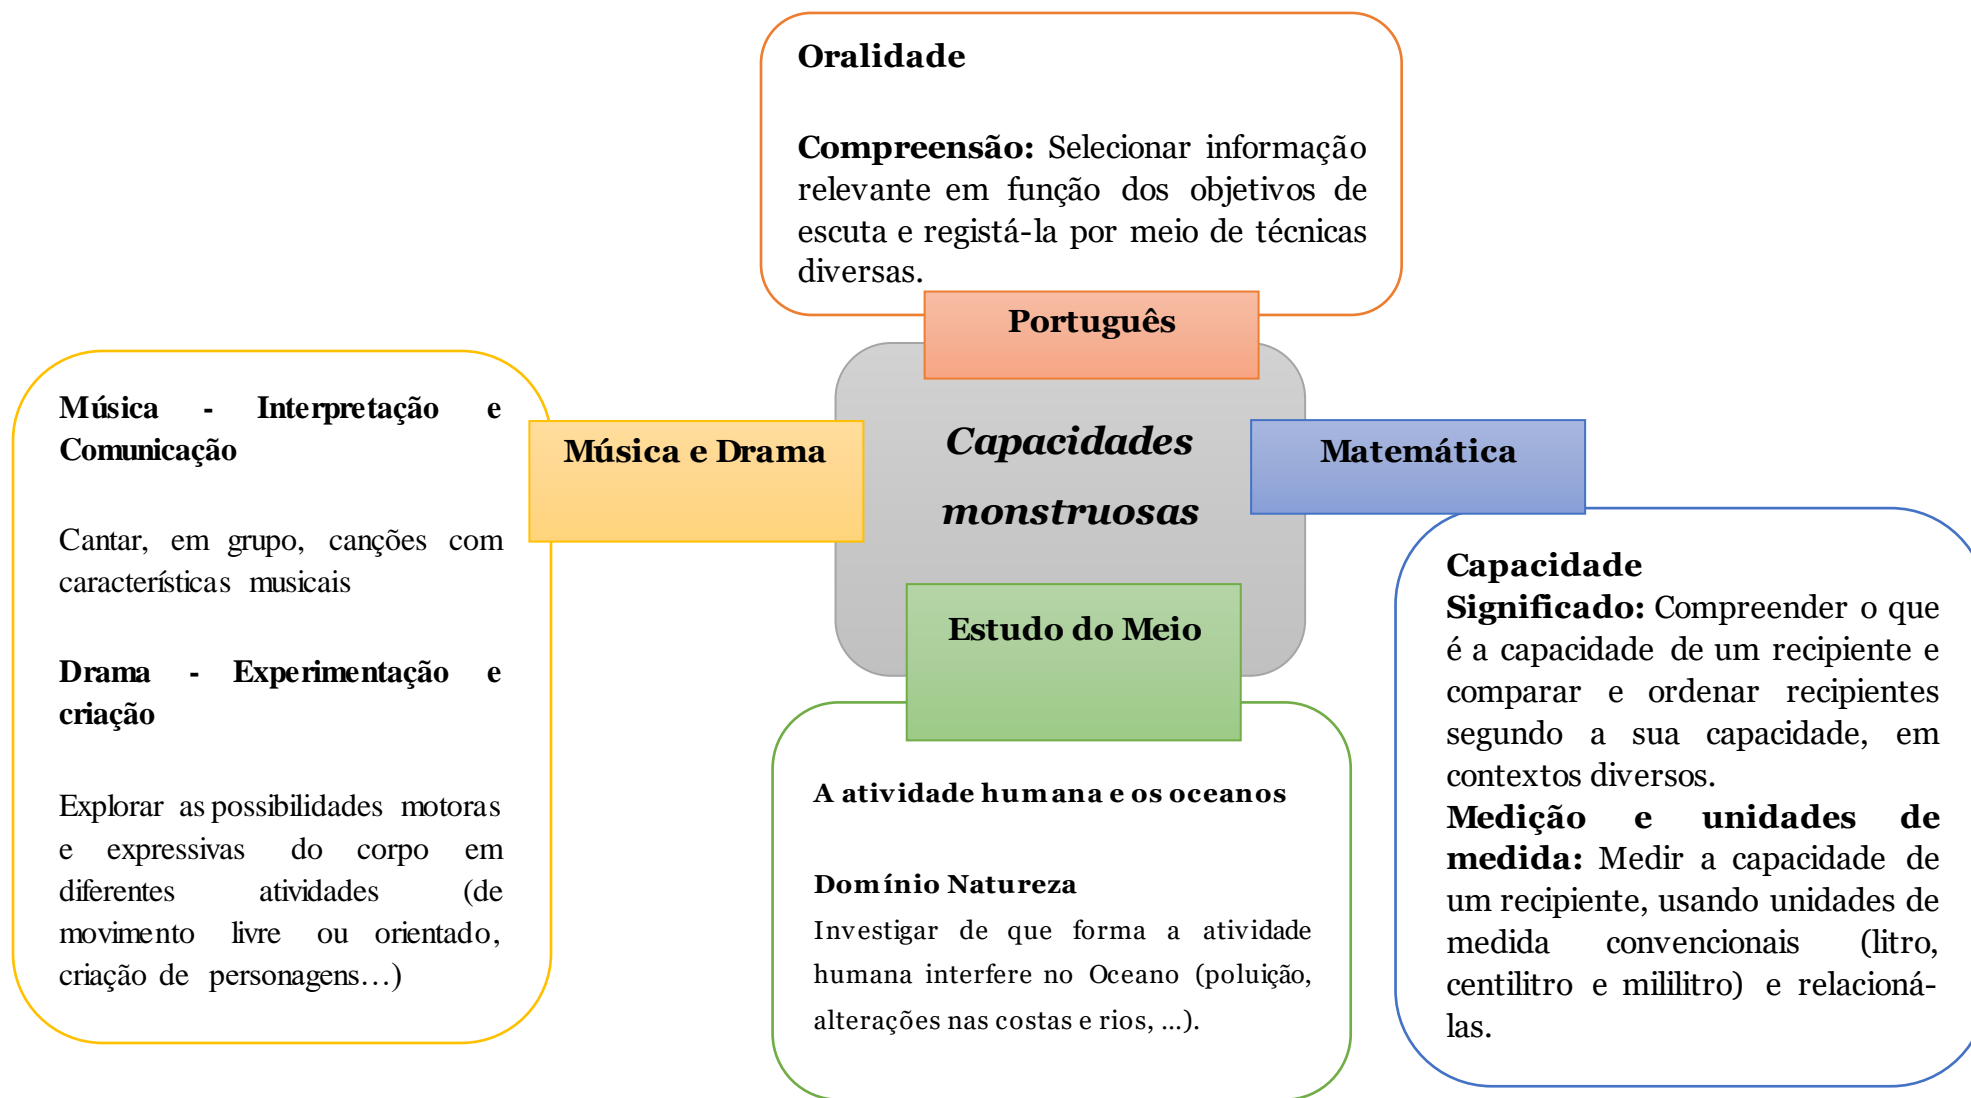 Oralidade
Compreensão: Selecionar informação
relevante em função dos objetivos de
escuta e registá-la por meio de técnicas
diversas.
Português
Música - Interpretação e
Comunicação
Cantar, em grupo, canções com
características musicais
Drama - Experimentação e
criação
Explorar as possibilidades motoras
e expressivas do corpo em
diferentes atividades (de
movimento livre ou orientado,
criação de personagens…)
Música e Drama
Capacidades
monstruosas
Matemática
Capacidade
Significado: Compreender o que
é a capacidade de um recipiente e
comparar e ordenar recipientes
segundo a sua capacidade, em
contextos diversos.
Medição e unidades de
medida: Medir a capacidade de
um recipiente, usando unidades de
medida convencionais (litro,
centilitro e mililitro) e relacioná-
las.
Estudo do Meio
A atividade humana e os oceanos
Domínio Natureza
Investigar de que forma a atividade
humana interfere no Oceano (poluição,
alterações nas costas e rios, …).